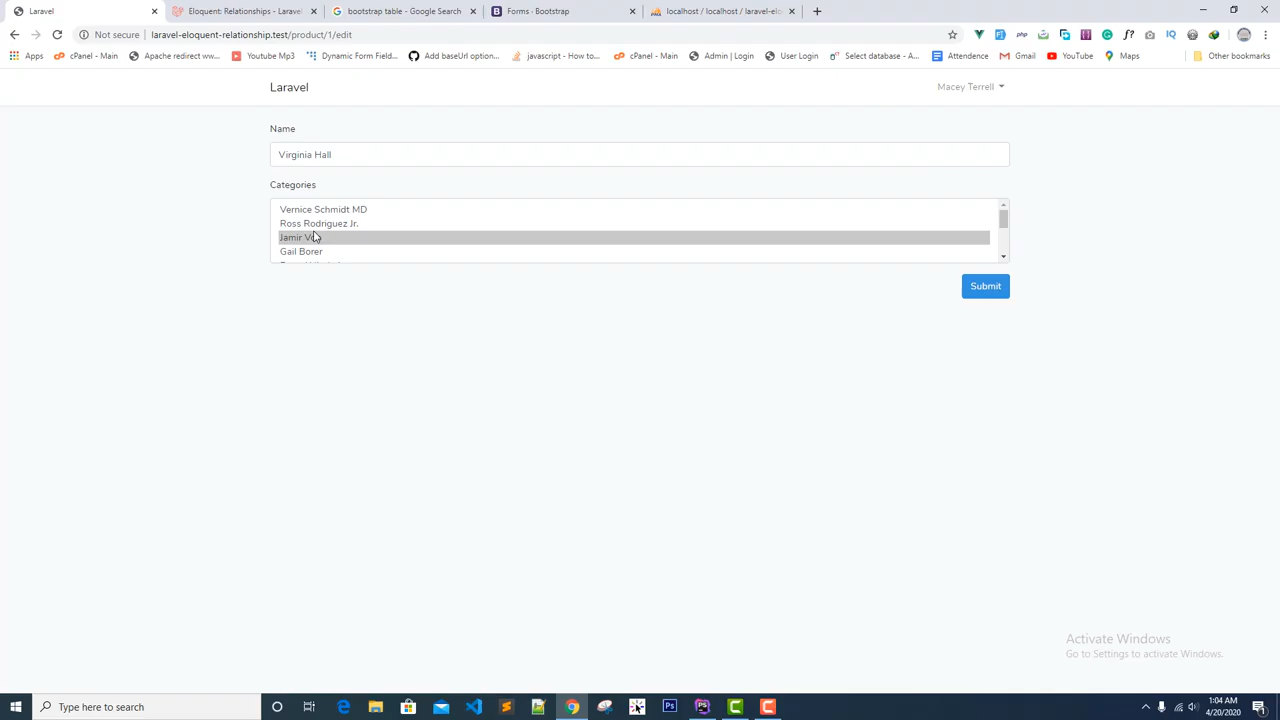 Laravel
Eloquent: Relationships - Laravel
bootstrap table - Google Search
Forms · Bootstrap
localhost / localhost / laravel-elo
Not secure
laravel-eloquent-relationship.test/product/1/edit
Apps
cPanel - Main
Apache redirect ww...
Youtube Mp3
Dynamic Form Field...
Add baseUrl option...
javascript - How to...
cPanel - Main
Admin | Login
User Login
Select database - A...
Attendence
Gmail
YouTube
Maps
Other bookmarks
Laravel
Macey Terrell
Name
Virginia Hall
Categories
Vernice Schmidt MD
Ross Rodriguez Jr.
Jamir
Gail Borer
Submit
Activate Windows
Go to Settings to activate Windows.
Type here to search
1:04 AM
4/20/2020